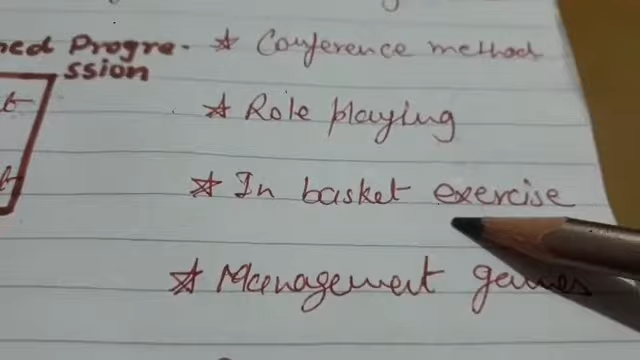 ned Progre-
ssion
* Conference method
* Role playing
* In basket exercise
* Management games